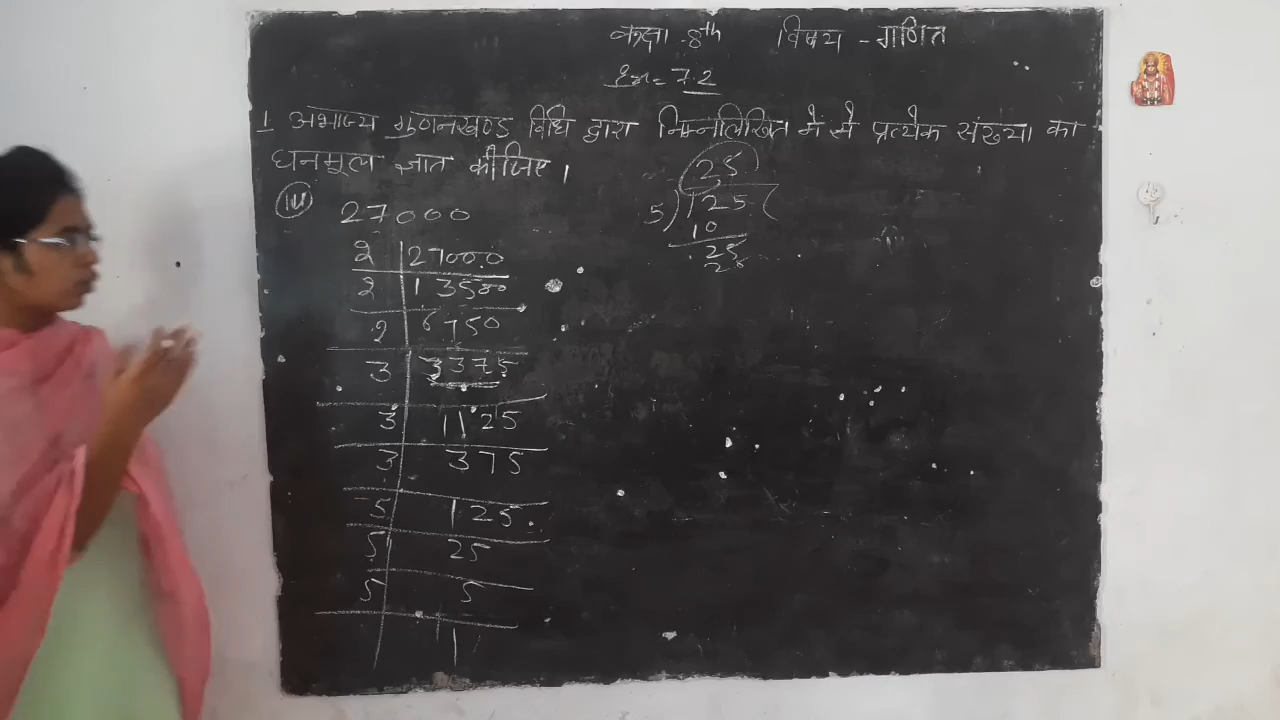 कक्षा - 8th विषय - गणित
Ex = 7.2
1 अभाज्य गुणनखण्ड विधि द्वारा निम्नलिखित में से प्रत्येक संख्या का
घनमूल ज्ञात कीजिए।
27000
2 | 27000
2 | 13500
2 | 6750
3 | 3375
3 | 1125
3 | 375
5 | 125
5 | 25
5 | 5
1
25
5) 125 (
10
25
25